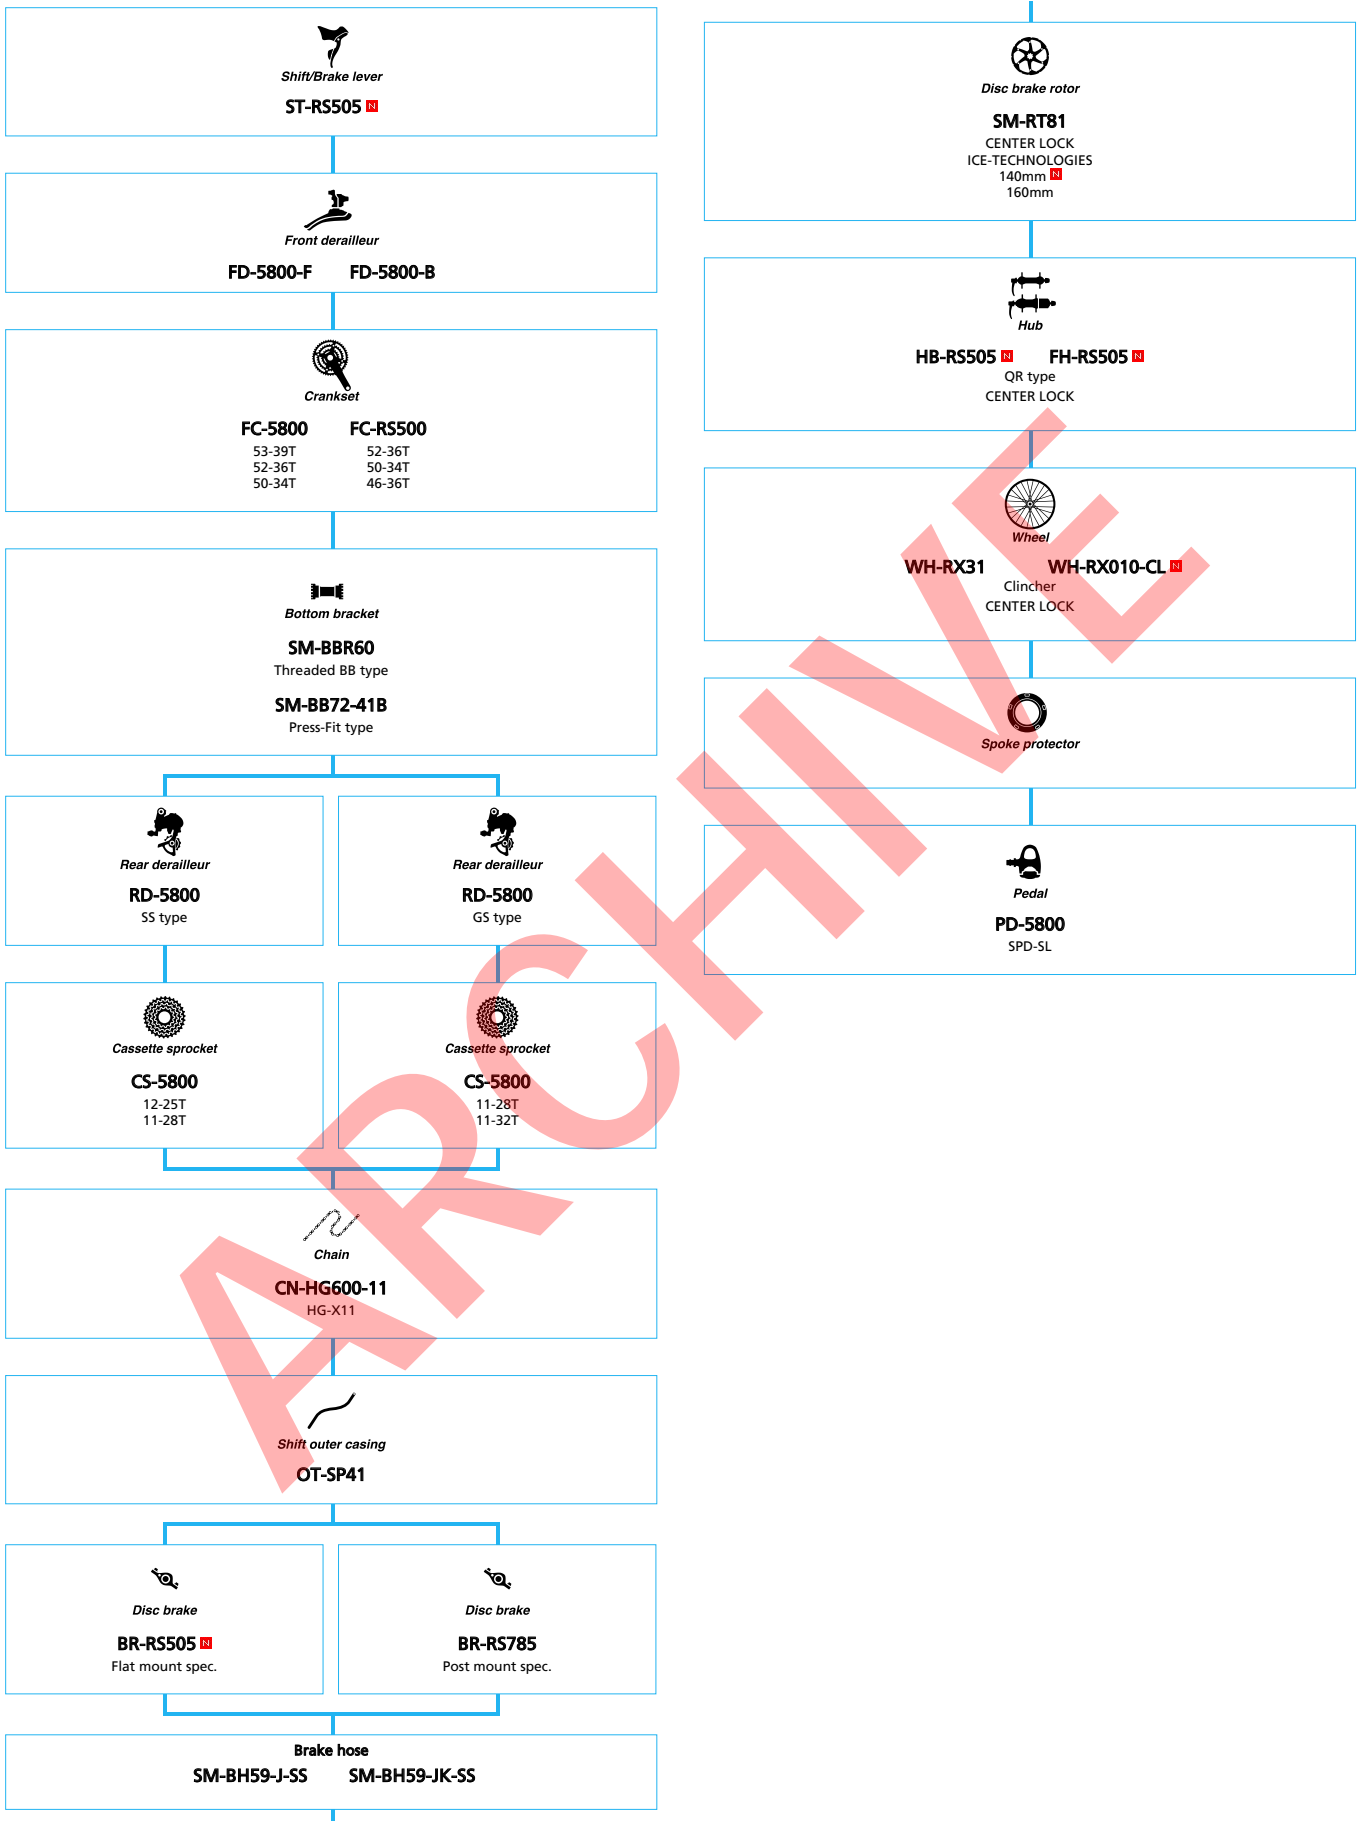 Shift/Brake lever
ST-RS505 N
Front derailleur
FD-5800-F FD-5800-B
Crankset
FC-5800 FC-RS500
53-39T 52-36T
52-36T 50-34T
50-34T 46-36T
Bottom bracket
SM-BBR60
Threaded BB type
SM-BB72-41B
Press-Fit type
Rear derailleur Rear derailleur
RD-5800 RD-5800
SS type GS type
Cassette sprocket Cassette sprocket
CS-5800 CS-5800
12-25T 11-28T
11-28T 11-32T
Chain
CN-HG600-11
HG-X11
Shift outer casing
OT-SP41
Disc brake Disc brake
BR-RS505 N BR-RS785
Flat mount spec. Post mount spec.
Brake hose
SM-BH59-J-SS SM-BH59-JK-SS
Disc brake rotor
SM-RT81
CENTER LOCK
ICE-TECHNOLOGIES
140mm N
160mm
Hub
HB-RS505 N FH-RS505 N
QR type
CENTER LOCK
Wheel
WH-RX31 WH-RX010-CL N
Clincher
CENTER LOCK
Spoke protector
Pedal
PD-5800
SPD-SL
ARCHIVE